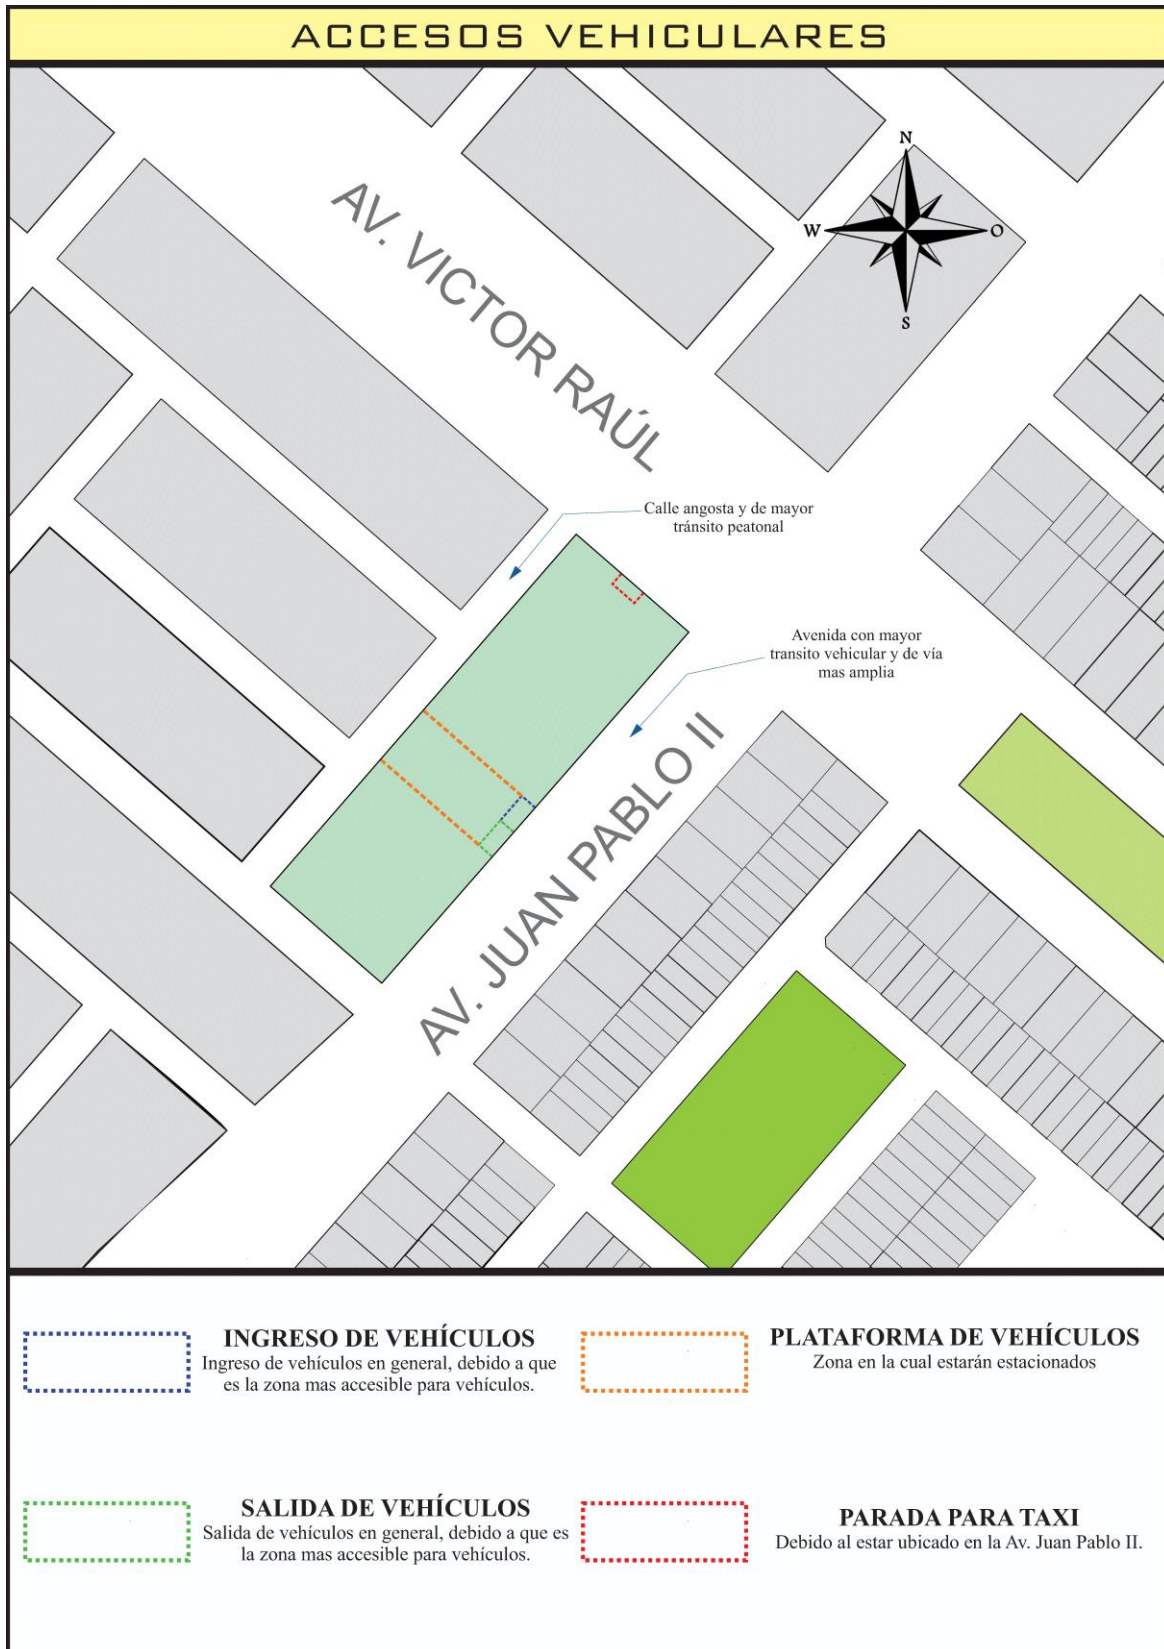 ACCESOS VEHICULARES
N
W
O
S
AV. VICTOR RAÚL
Calle angosta y de mayor
tránsito peatonal
Avenida con mayor
transito vehicular y de vía
mas amplia
AV. JUAN PABLO II
INGRESO DE VEHÍCULOS
Ingreso de vehículos en general, debido a que
es la zona mas accesible para vehículos.
PLATAFORMA DE VEHÍCULOS
Zona en la cual estarán estacionados
SALIDA DE VEHÍCULOS
Salida de vehículos en general, debido a que es
la zona mas accesible para vehículos.
PARADA PARA TAXI
Debido al estar ubicado en la Av. Juan Pablo II.